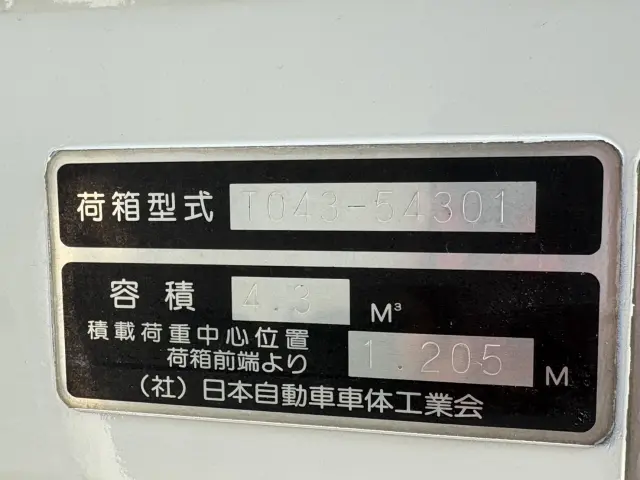 荷箱型式 TO43-54301
容積 4.3 M³
積載荷重中心位置
荷箱前端より 1.205 M
(社)日本自動車車体工業会